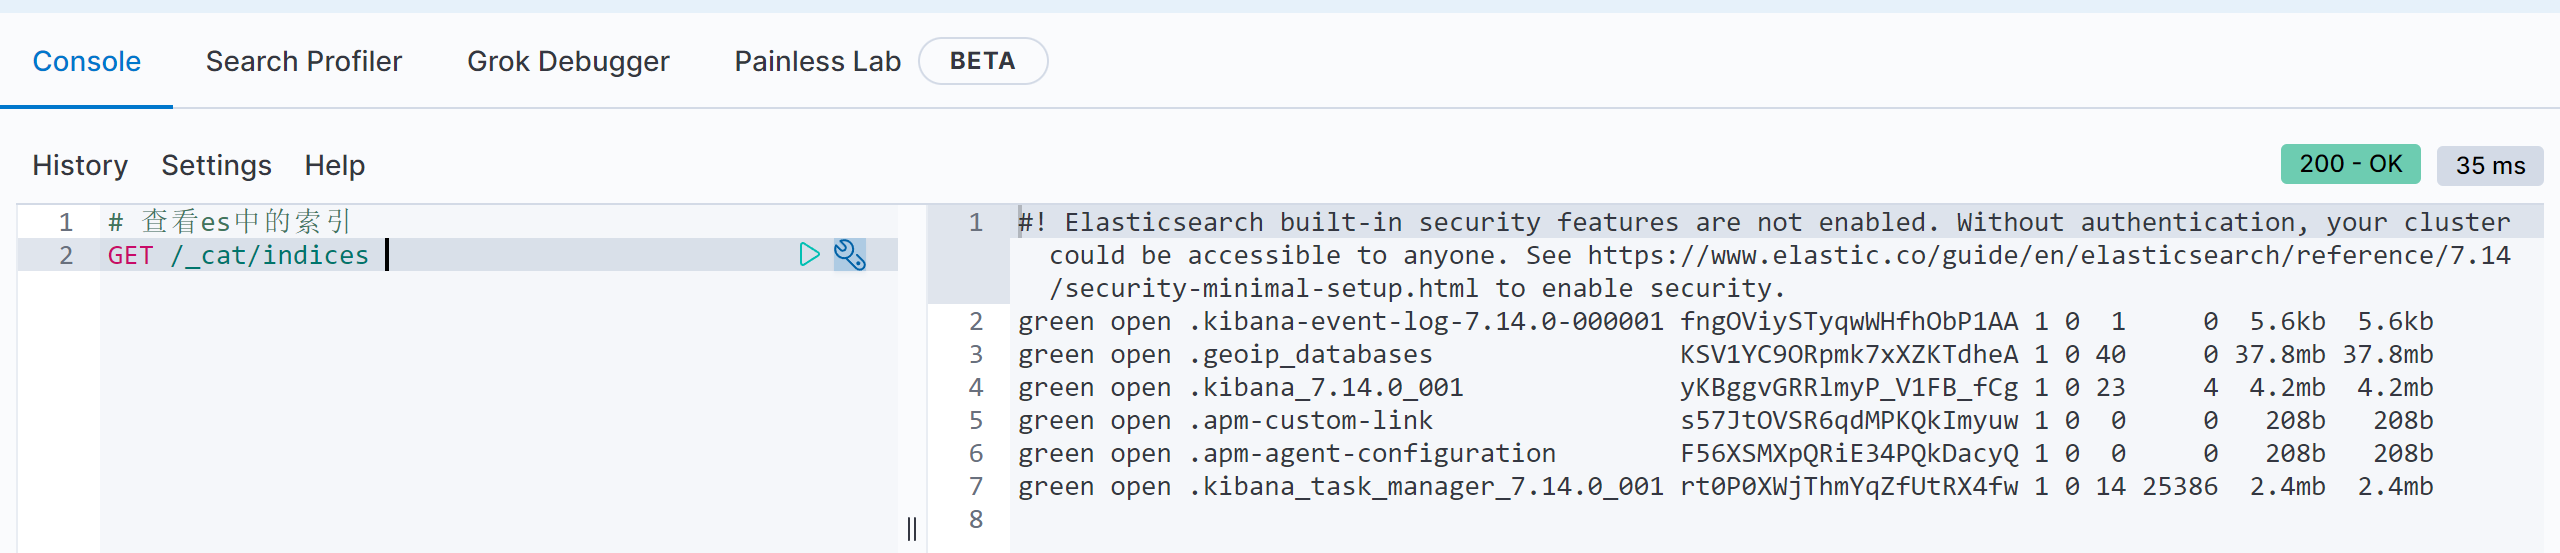 Console Search Profiler Grok Debugger Painless Lab BETA
History Settings Help 200 - OK 35 ms
1 # 查看es中的索引
2 GET /_cat/indices
1 #! Elasticsearch built-in security features are not enabled. Without authentication, your cluster
could be accessible to anyone. See https://www.elastic.co/guide/en/elasticsearch/reference/7.14
/security-minimal-setup.html to enable security.
2 green open .kibana-event-log-7.14.0-000001 fngOViySTyqwWHfhObP1AA 1 0 1 0 5.6kb 5.6kb
3 green open .geoip_databases KSV1YC9ORpmk7xXZKTdheA 1 0 40 0 37.8mb 37.8mb
4 green open .kibana_7.14.0_001 yKBggvGRRlmyP_V1FB_fCg 1 0 23 4 4.2mb 4.2mb
5 green open .apm-custom-link s57JtOVSR6qdMPKQkImyuw 1 0 0 0 208b 208b
6 green open .apm-agent-configuration F56XSMXpQRiE34PQkDacyQ 1 0 0 0 208b 208b
7 green open .kibana_task_manager_7.14.0_001 rt0P0XWjThmYqZfUtRX4fw 1 0 14 25386 2.4mb 2.4mb
8